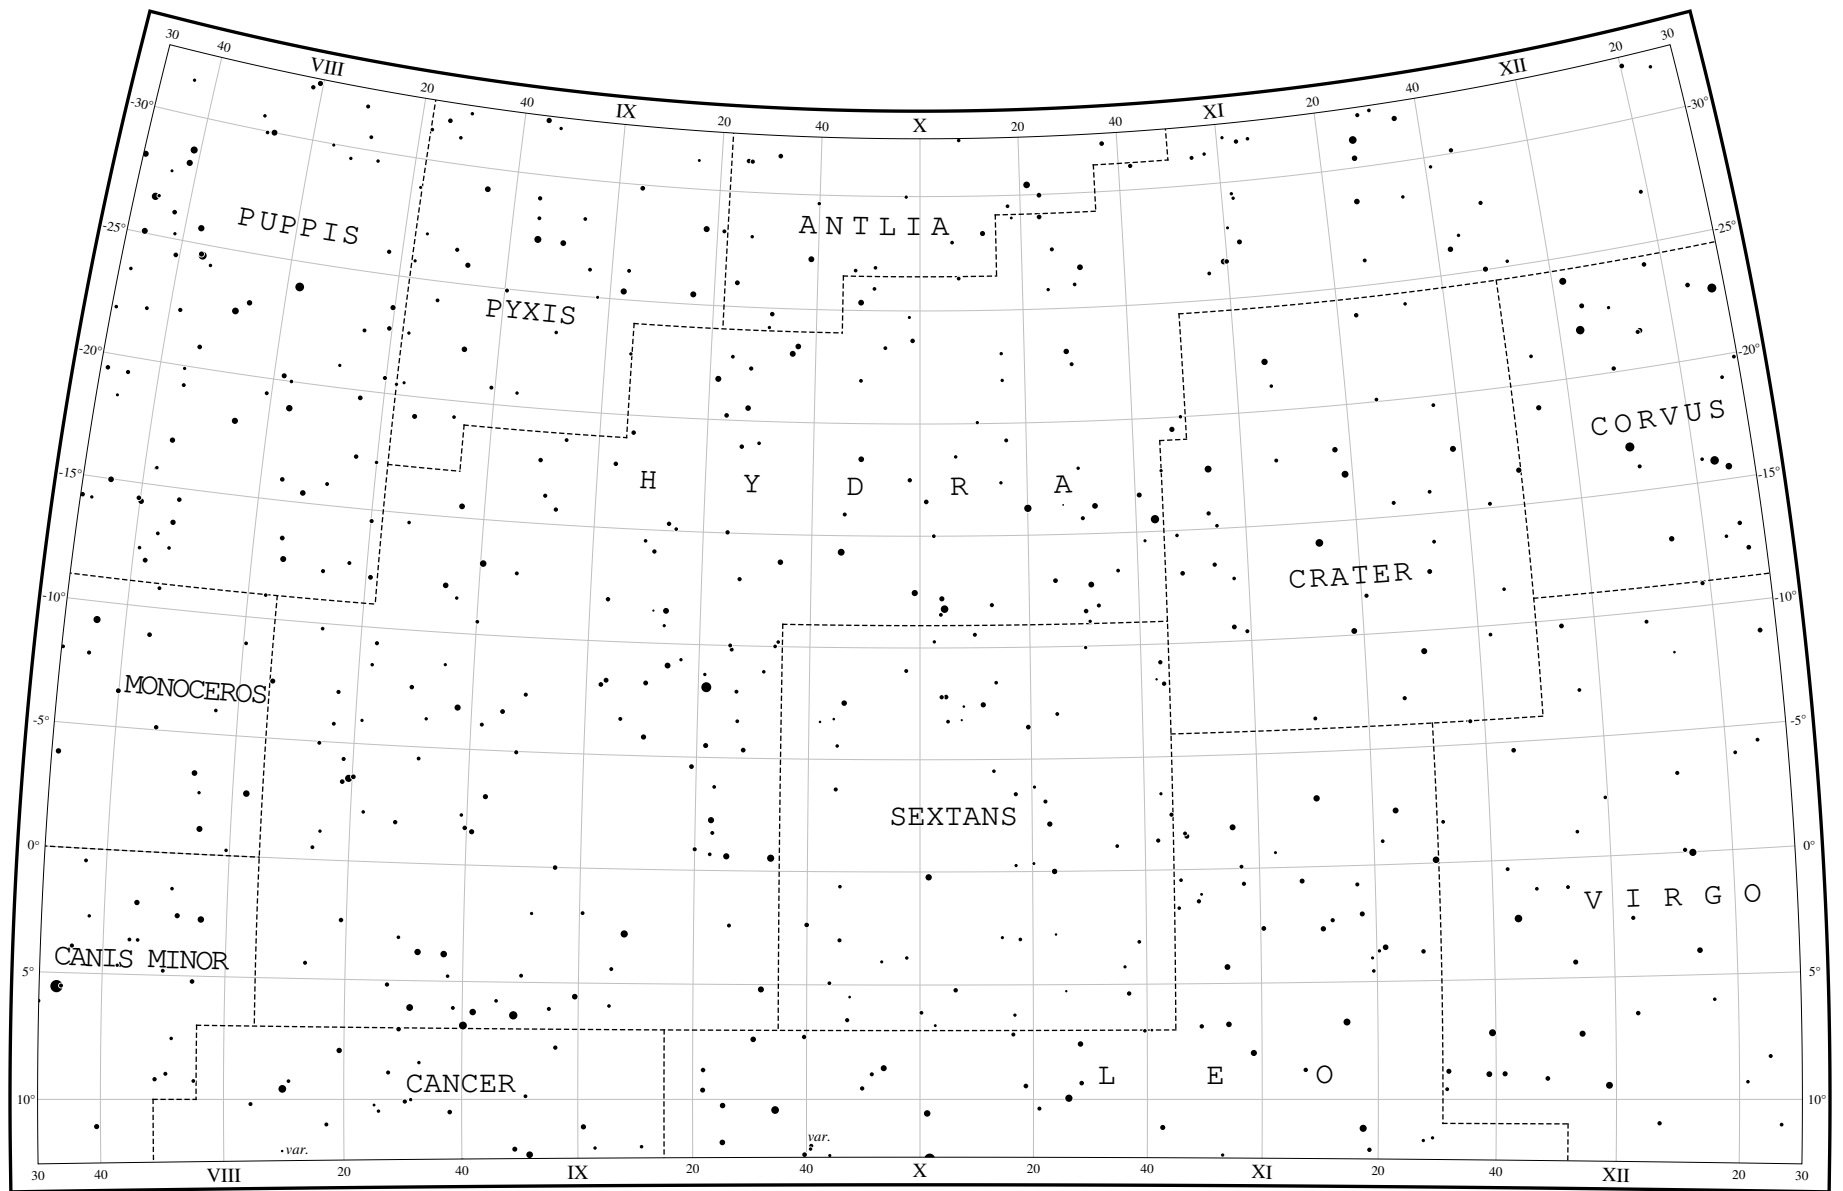 30 40 VIII 20 40 IX 20 40 X 20 40 XI 20 40 XII 20 30
-30° -30°
PUPPIS ANTLIA
-25° -25°
PYXIS
-20° -20°
CORVUS
-15° H Y D R A -15°
CRATER
-10° -10°
MONOCEROS
-5° -5°
SEXTANS
0° 0°
VIRGO
CANIS MINOR
5° 5°
CANCER L E O
10° 10°
var. var.
30 40 VIII 20 40 IX 20 40 X 20 40 XI 20 40 XII 20 30